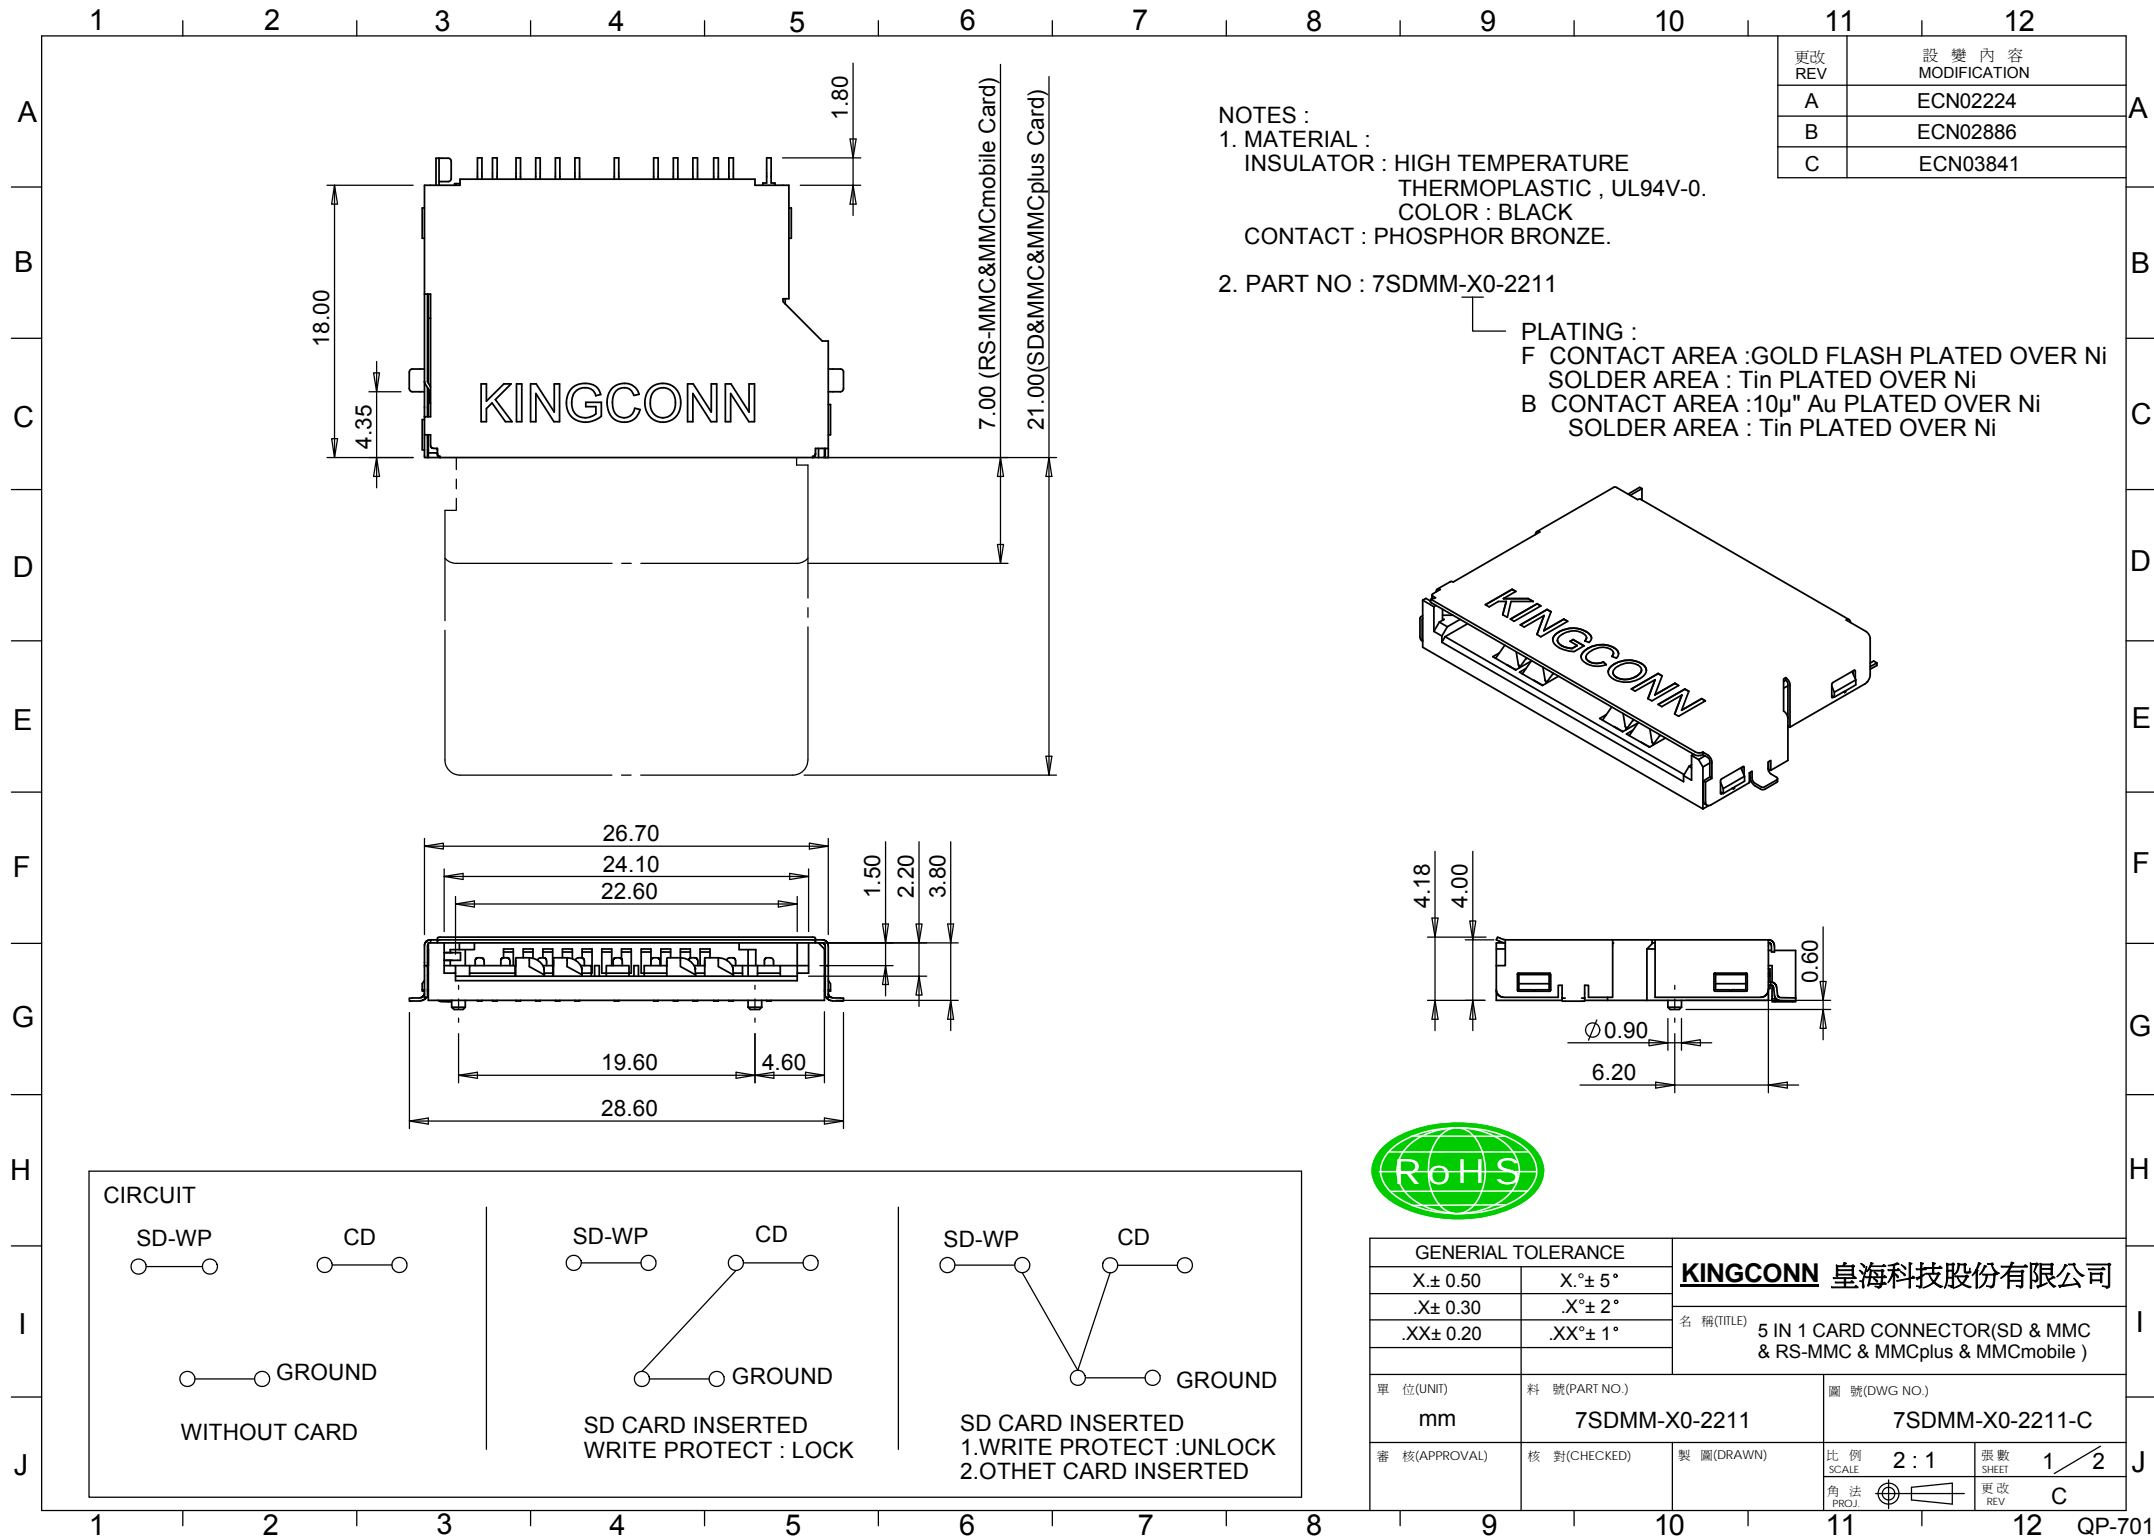 1 2 3 4 5 6 7 8 9 10 11 12
A
B
C
D
E
F
G
H
I
J
更改 REV 設變內容 MODIFICATION
A ECN02224
B ECN02886
C ECN03841
NOTES :
1. MATERIAL :
INSULATOR : HIGH TEMPERATURE
THERMOPLASTIC , UL94V-0.
COLOR : BLACK
CONTACT : PHOSPHOR BRONZE.
2. PART NO : 7SDMM-X0-2211
PLATING :
F CONTACT AREA :GOLD FLASH PLATED OVER Ni
SOLDER AREA : Tin PLATED OVER Ni
B CONTACT AREA :10µ" Au PLATED OVER Ni
SOLDER AREA : Tin PLATED OVER Ni
1.80
18.00
4.35
7.00 (RS-MMC&MMCmobile Card)
21.00(SD&MMC&MMCplus Card)
KINGCONN
KINGCONN
26.70
24.10
22.60
1.50
2.20
3.80
19.60
4.60
28.60
4.18
4.00
0.60
∅0.90
6.20
RoHS
CIRCUIT
SD-WP CD
GROUND
WITHOUT CARD
SD-WP CD
GROUND
SD CARD INSERTED
WRITE PROTECT : LOCK
SD-WP CD
GROUND
SD CARD INSERTED
1.WRITE PROTECT :UNLOCK
2.OTHET CARD INSERTED
GENERIAL TOLERANCE
X.± 0.50 X.°± 5°
.X± 0.30 .X°± 2°
.XX± 0.20 .XX°± 1°
KINGCONN 皇海科技股份有限公司
名 稱(TITLE)
5 IN 1 CARD CONNECTOR(SD & MMC
& RS-MMC & MMCplus & MMCmobile )
單 位(UNIT)
mm
料 號(PART NO.)
7SDMM-X0-2211
圖 號(DWG NO.)
7SDMM-X0-2211-C
審 核(APPROVAL)
核 對(CHECKED)
製 圖(DRAWN)
比 例 SCALE 2 : 1
張數 SHEET 1/2
角 法 PROJ.
更改 REV C
A
B
C
D
E
F
G
H
I
J
1 2 3 4 5 6 7 8 9 10 11 12
QP-701